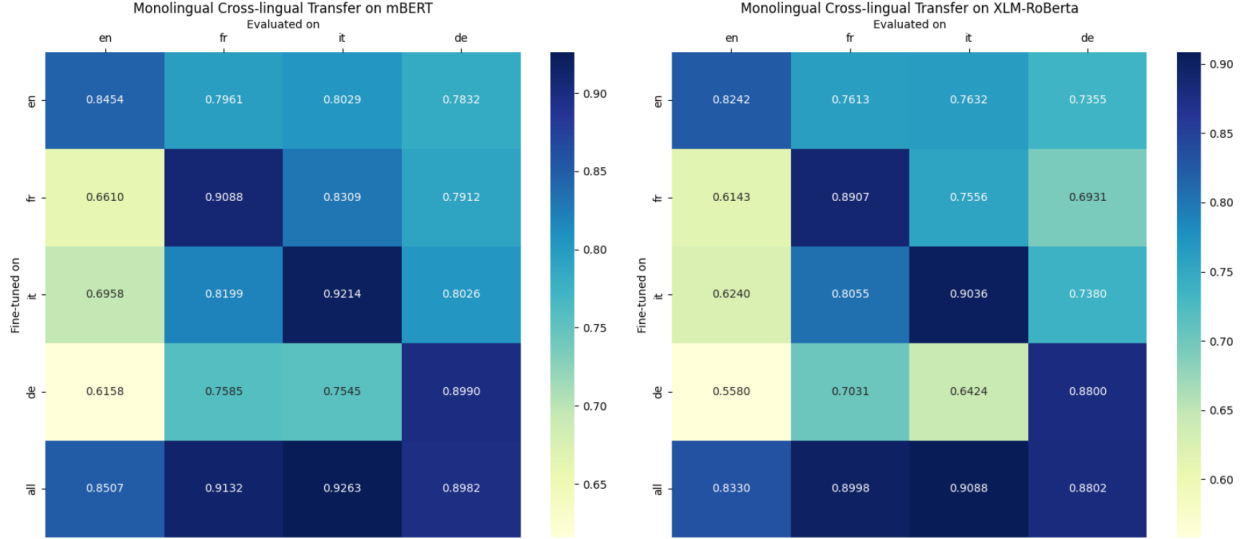 Monolingual Cross-lingual Transfer on mBERT
Evaluated on
en fr it de
Fine-tuned on
en 0.8454 0.7961 0.8029 0.7832
fr 0.6610 0.9088 0.8309 0.7912
it 0.6958 0.8199 0.9214 0.8026
de 0.6158 0.7585 0.7545 0.8990
all 0.8507 0.9132 0.9263 0.8982
0.90
0.85
0.80
0.75
0.70
0.65
Monolingual Cross-lingual Transfer on XLM-RoBerta
Evaluated on
en fr it de
Fine-tuned on
en 0.8242 0.7613 0.7632 0.7355
fr 0.6143 0.8907 0.7556 0.6931
it 0.6240 0.8055 0.9036 0.7380
de 0.5580 0.7031 0.6424 0.8800
all 0.8330 0.8998 0.9088 0.8802
0.90
0.85
0.80
0.75
0.70
0.65
0.60